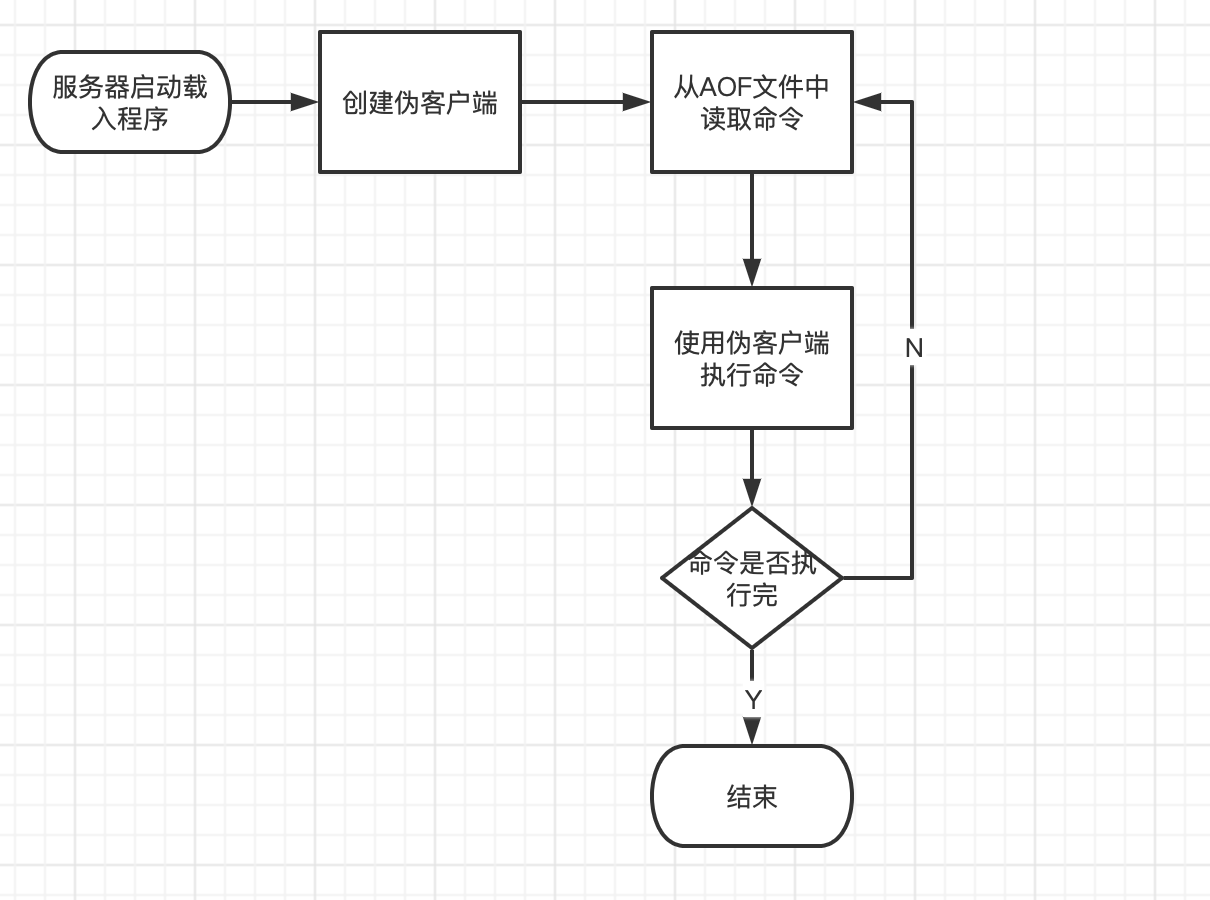 服务器启动载
入程序
创建伪客户端
从AOF文件中
读取命令
使用伪客户端
执行命令
N
命令是否执
行完
Y
结束